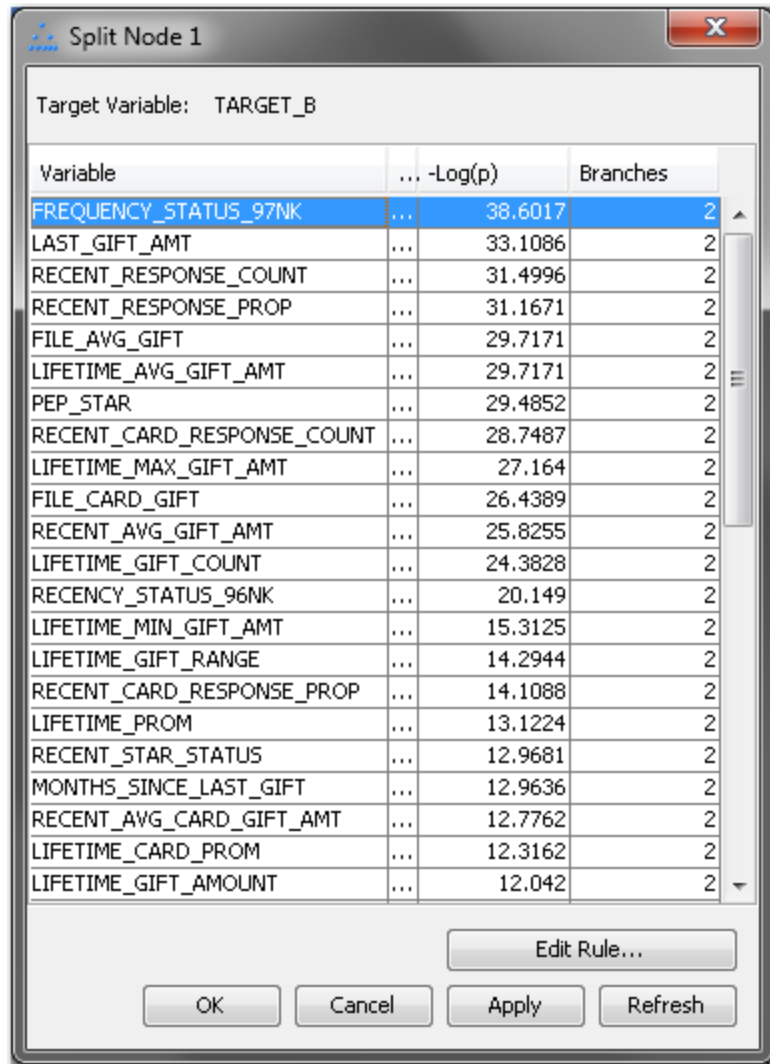 Split Node 1
Target Variable: TARGET_B
Variable ... -Log(p) Branches
FREQUENCY_STATUS_97NK ... 38.6017 2
LAST_GIFT_AMT ... 33.1086 2
RECENT_RESPONSE_COUNT ... 31.4996 2
RECENT_RESPONSE_PROP ... 31.1671 2
FILE_AVG_GIFT ... 29.7171 2
LIFETIME_AVG_GIFT_AMT ... 29.7171 2
PEP_STAR ... 29.4852 2
RECENT_CARD_RESPONSE_COUNT ... 28.7487 2
LIFETIME_MAX_GIFT_AMT ... 27.164 2
FILE_CARD_GIFT ... 26.4389 2
RECENT_AVG_GIFT_AMT ... 25.8255 2
LIFETIME_GIFT_COUNT ... 24.3828 2
RECENCY_STATUS_96NK ... 20.149 2
LIFETIME_MIN_GIFT_AMT ... 15.3125 2
LIFETIME_GIFT_RANGE ... 14.2944 2
RECENT_CARD_RESPONSE_PROP ... 14.1088 2
LIFETIME_PROM ... 13.1224 2
RECENT_STAR_STATUS ... 12.9681 2
MONTHS_SINCE_LAST_GIFT ... 12.9636 2
RECENT_AVG_CARD_GIFT_AMT ... 12.7762 2
LIFETIME_CARD_PROM ... 12.3162 2
LIFETIME_GIFT_AMOUNT ... 12.042 2
Edit Rule...
OK Cancel Apply Refresh